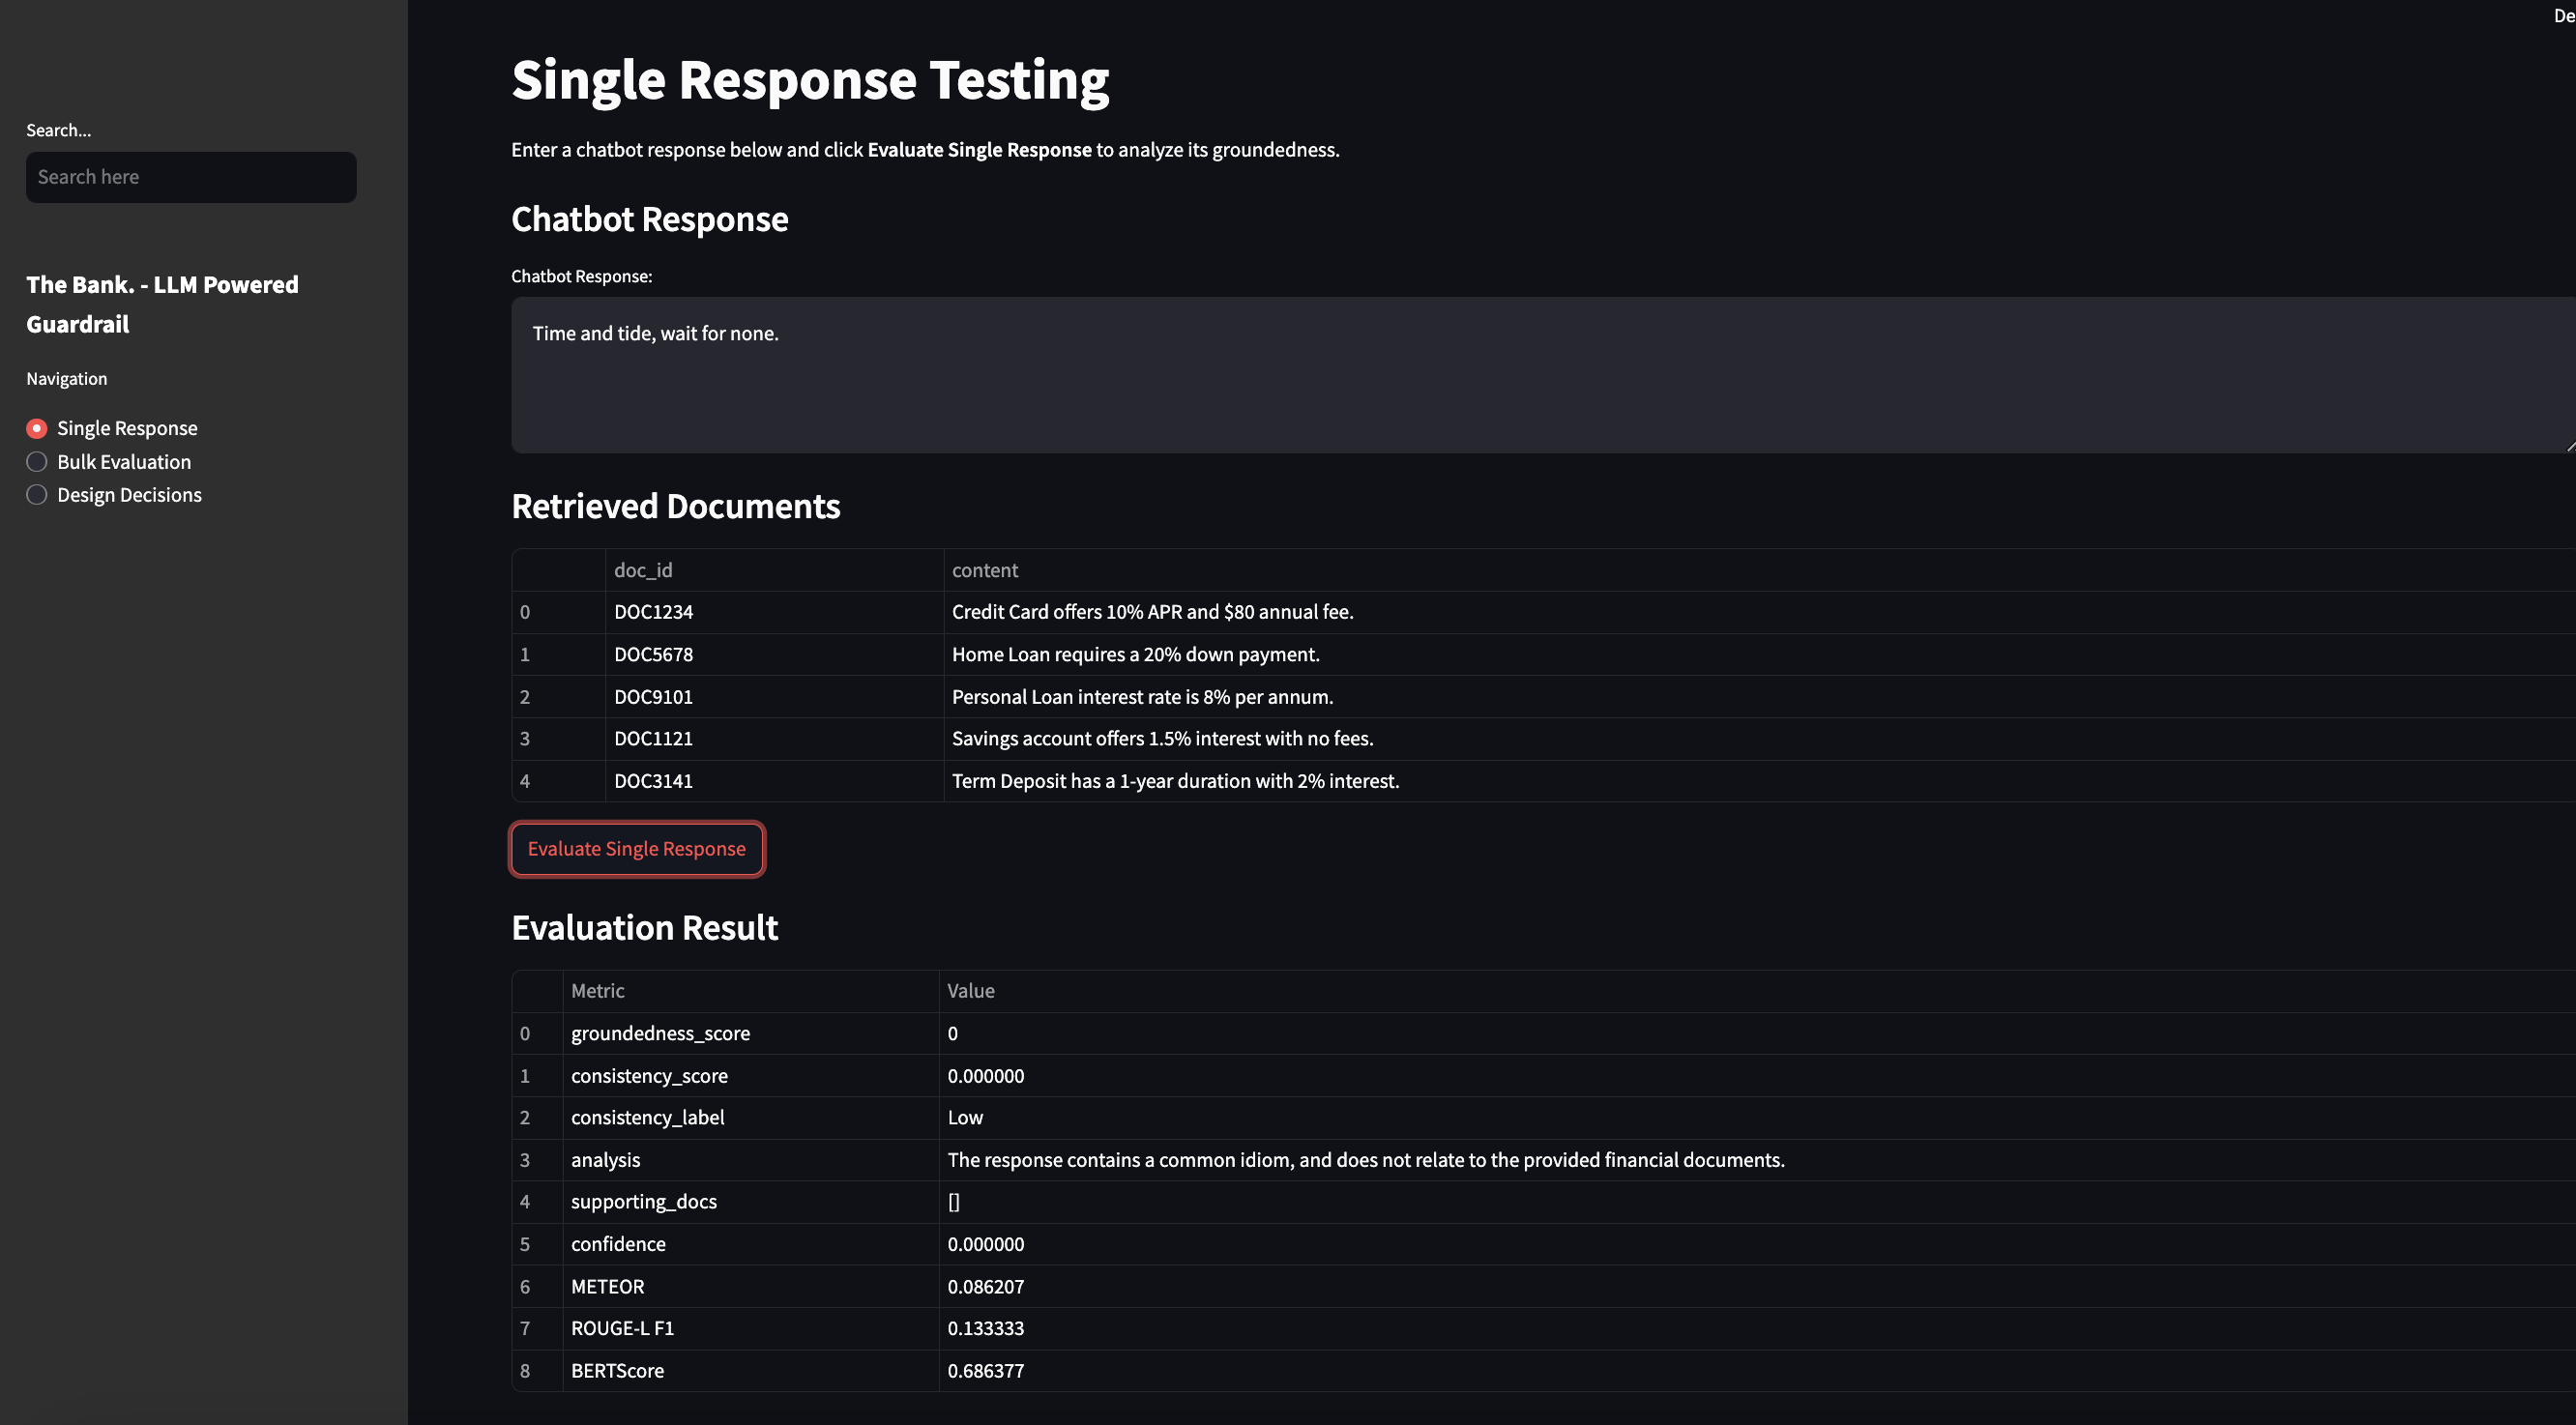 De
Search...
Search here
The Bank. - LLM Powered
Guardrail
Navigation
Single Response
Bulk Evaluation
Design Decisions
Single Response Testing
Enter a chatbot response below and click Evaluate Single Response to analyze its groundedness.
Chatbot Response
Chatbot Response:
Time and tide, wait for none.
Retrieved Documents
doc_id content
0 DOC1234 Credit Card offers 10% APR and $80 annual fee.
1 DOC5678 Home Loan requires a 20% down payment.
2 DOC9101 Personal Loan interest rate is 8% per annum.
3 DOC1121 Savings account offers 1.5% interest with no fees.
4 DOC3141 Term Deposit has a 1-year duration with 2% interest.
Evaluate Single Response
Evaluation Result
Metric Value
0 groundedness_score 0
1 consistency_score 0.000000
2 consistency_label Low
3 analysis The response contains a common idiom, and does not relate to the provided financial documents.
4 supporting_docs []
5 confidence 0.000000
6 METEOR 0.086207
7 ROUGE-L F1 0.133333
8 BERTScore 0.686377